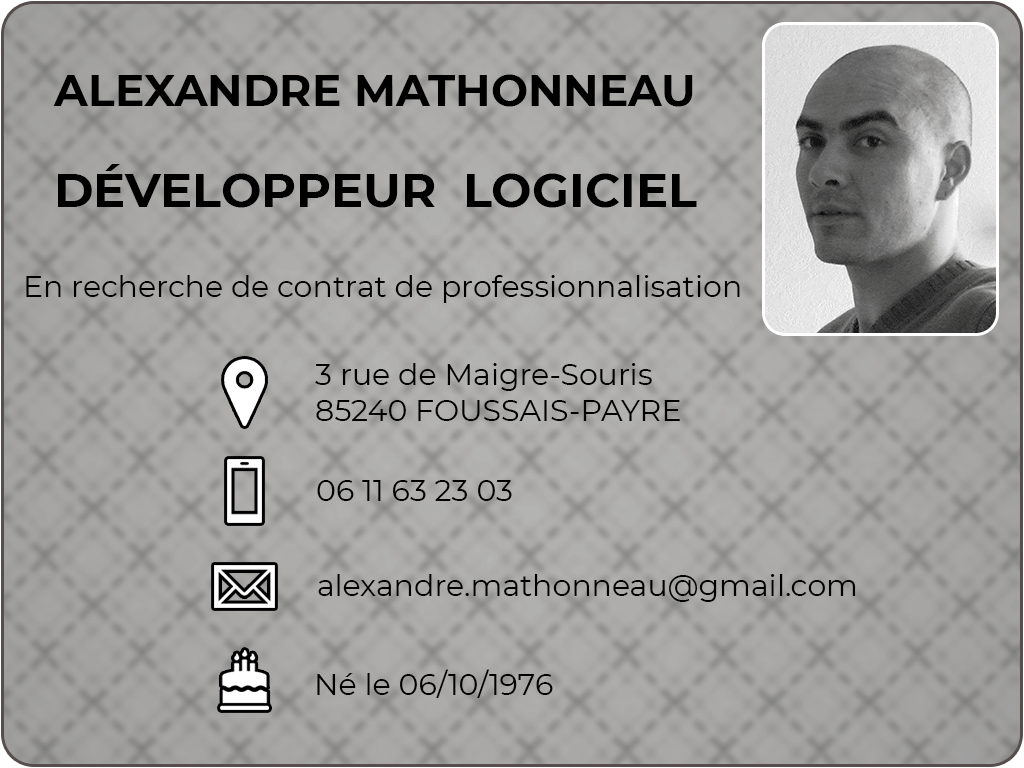 ALEXANDRE MATHONNEAU
DÉVELOPPEUR LOGICIEL
En recherche de contrat de professionnalisation
3 rue de Maigre-Souris
85240 FOUSSAIS-PAYRE
06 11 63 23 03
alexandre.mathonneau@gmail.com
Né le 06/10/1976